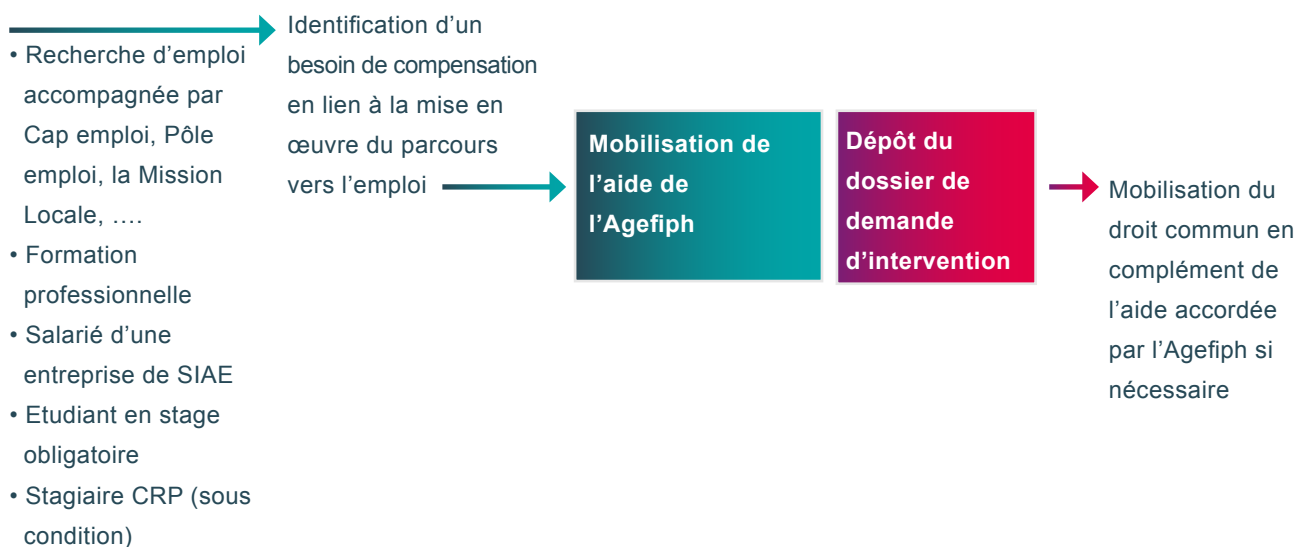 • Recherche d’emploi
accompagnée par
Cap emploi, Pôle
emploi, la Mission
Locale, ….
• Formation
professionnelle
• Salarié d’une
entreprise de SIAE
• Etudiant en stage
obligatoire
• Stagiaire CRP (sous
condition)
Identification d’un
besoin de compensation
en lien à la mise en
œuvre du parcours
vers l’emploi
Mobilisation de
l’aide de
l’Agefiph
Dépôt du
dossier de
demande
d’intervention
Mobilisation du
droit commun en
complément de
l’aide accordée
par l’Agefiph si
nécessaire